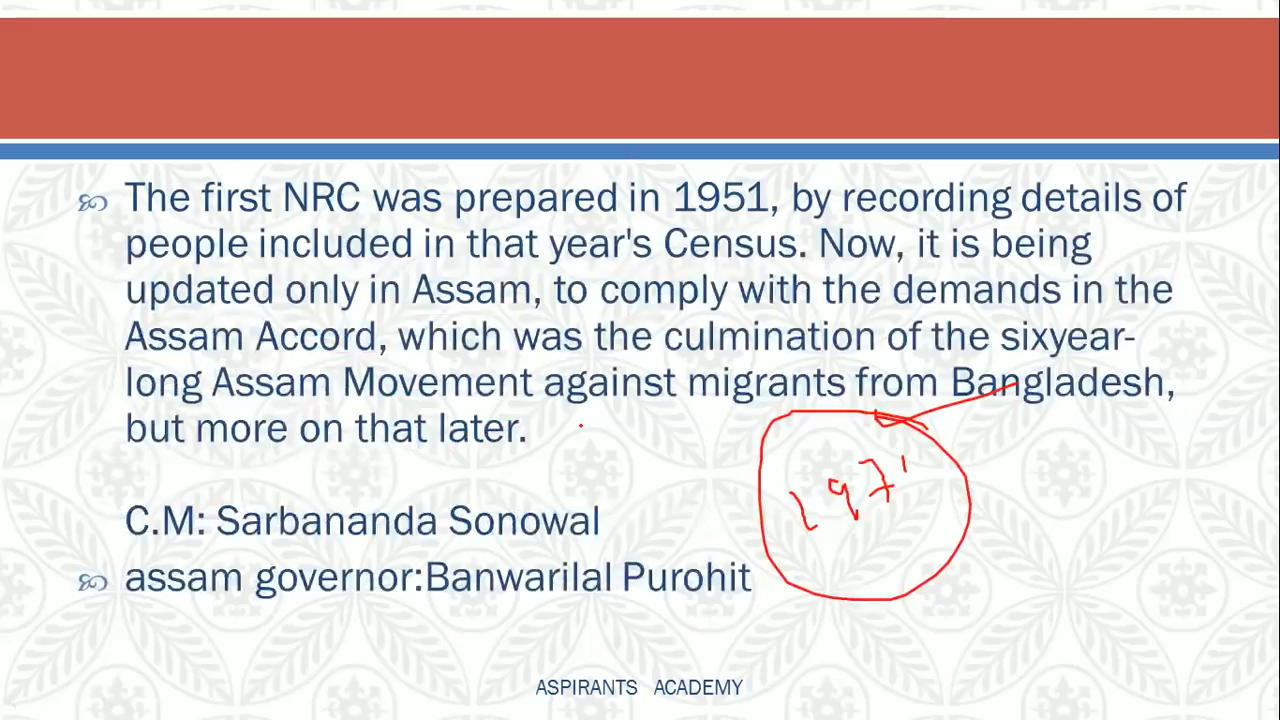 The first NRC was prepared in 1951, by recording details of
people included in that year's Census. Now, it is being
updated only in Assam, to comply with the demands in the
Assam Accord, which was the culmination of the sixyear-
long Assam Movement against migrants from Bangladesh,
but more on that later.
1971
C.M: Sarbananda Sonowal
assam governor:Banwarilal Purohit
ASPIRANTS ACADEMY